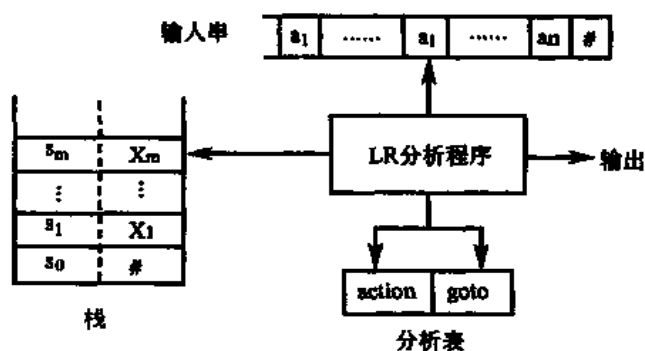 输入串 a1 …… ai …… an #
sm Xm
⋮ ⋮
s1 X1
s0 #
栈
LR分析程序
输出
action goto
分析表